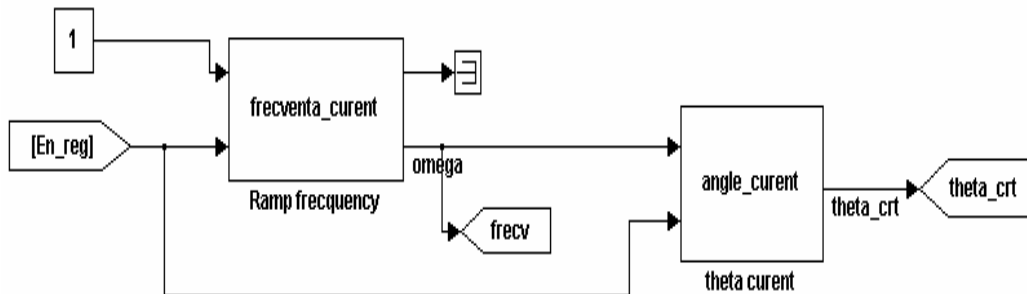 1
frecventa_curent
[En_reg]
omega
Ramp frecquency
angle_curent
theta_crt
theta_crt
frecv
theta curent